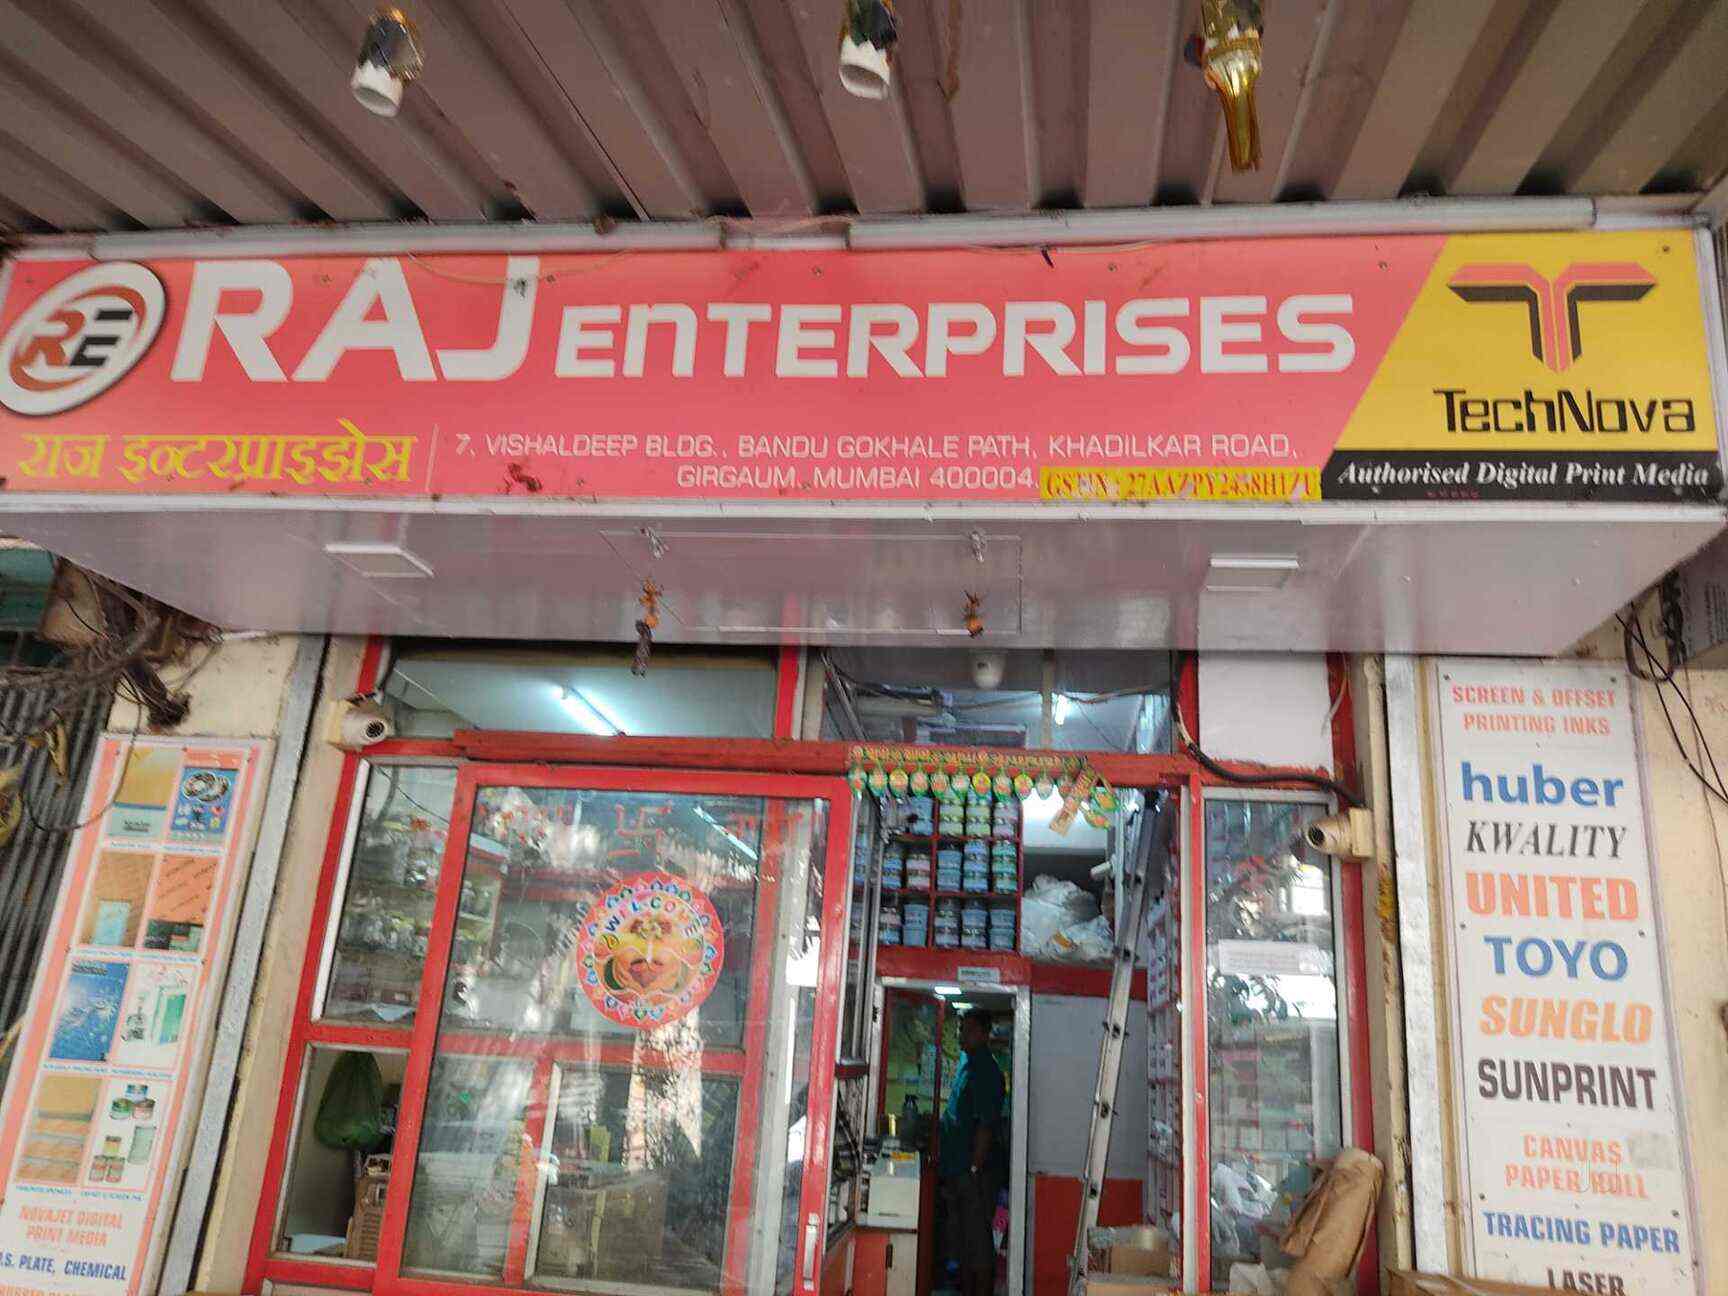 RE RAJ ENTERPRISES
राज इन्टरप्राइझेस
7, VISHALDEEP BLDG., BANDU GOKHALE PATH, KHADILKAR ROAD,
GIRGAUM, MUMBAI 400004.
TechNova
Authorised Digital Print Media
WELCOME
SCREEN & OFFSET
PRINTING INKS
huber
KWALITY
UNITED
TOYO
SUNGLO
SUNPRINT
CANVAS
PAPER ROLL
TRACING PAPER
LASER
NOVAJET DIGITAL
PRINT MEDIA
P.S. PLATE, CHEMICAL